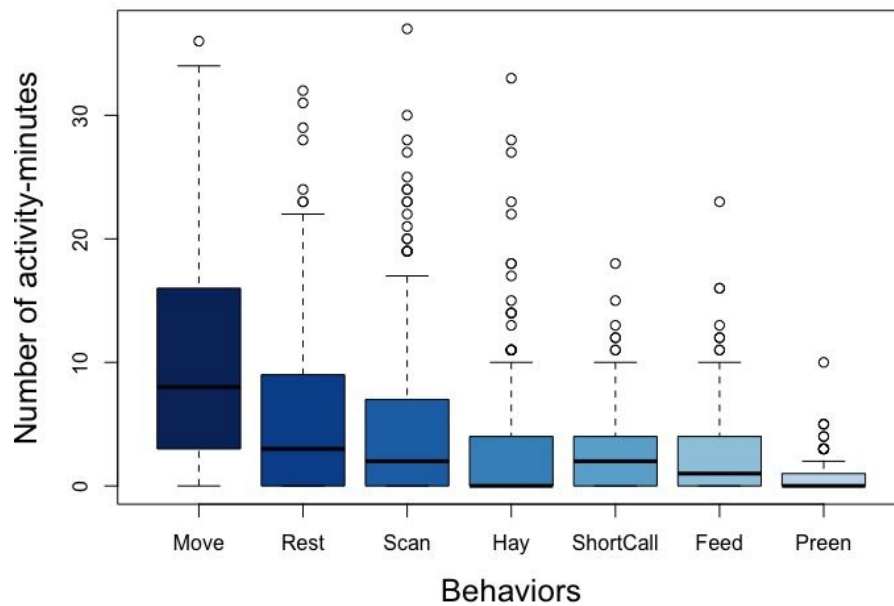 Number of activity-minutes
30
20
10
0
Move Rest Scan Hay ShortCall Feed Preen
Behaviors